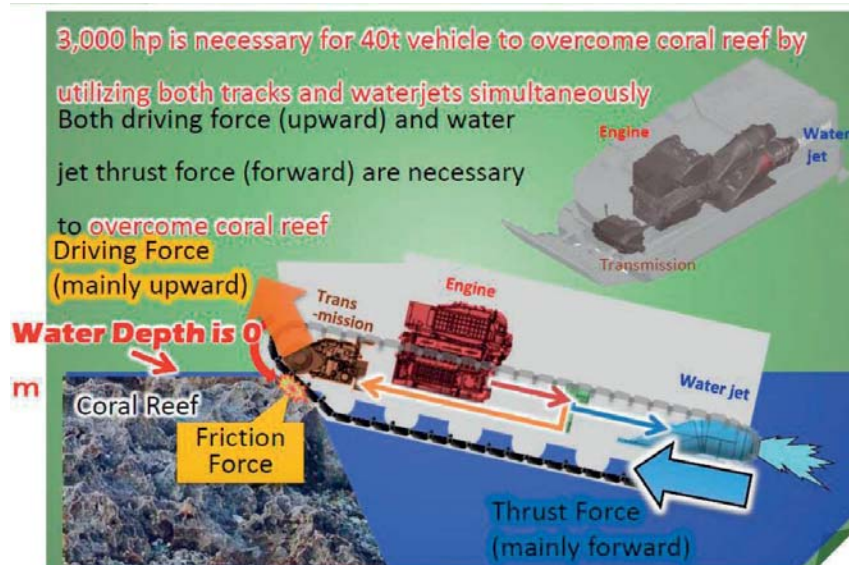 3,000 hp is necessary for 40t vehicle to overcome coral reef by
utilizing both tracks and waterjets simultaneously
Both driving force (upward) and water
jet thrust force (forward) are necessary
to overcome coral reef
Engine
Water
jet
Transmission
Driving Force
(mainly upward)
Trans
-mission
Engine
Water Depth is 0
m
Coral Reef
Friction
Force
Water jet
Thrust Force
(mainly forward)